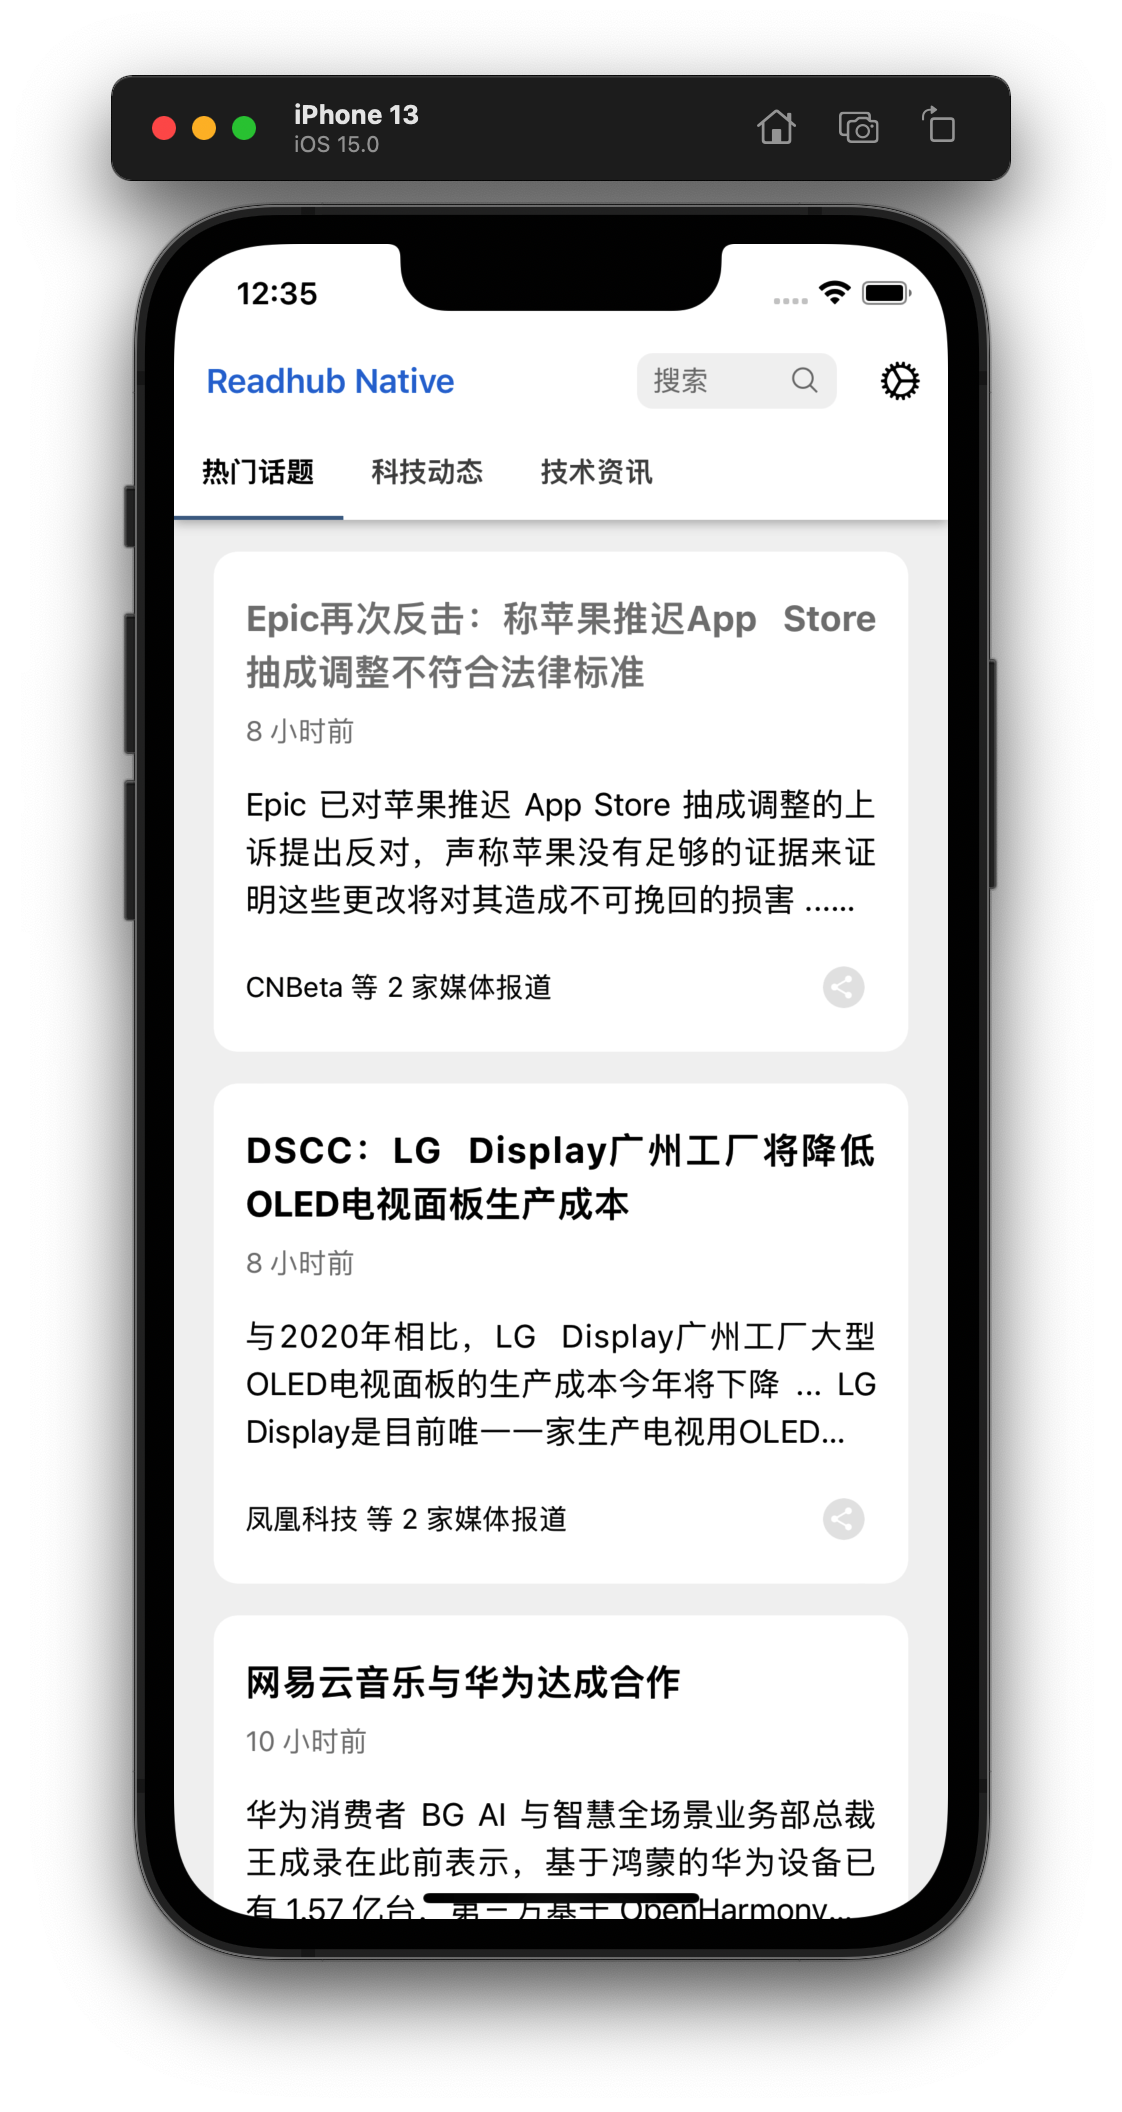 iPhone 13
iOS 15.0
12:35
Readhub Native
搜索
热门话题 科技动态 技术资讯
Epic再次反击：称苹果推迟App Store
抽成调整不符合法律标准
8 小时前
Epic 已对苹果推迟 App Store 抽成调整的上
诉提出反对，声称苹果没有足够的证据来证
明这些更改将对其造成不可挽回的损害 ......
CNBeta 等 2 家媒体报道
DSCC：LG Display广州工厂将降低
OLED电视面板生产成本
8 小时前
与2020年相比，LG Display广州工厂大型
OLED电视面板的生产成本今年将下降 ... LG
Display是目前唯一一家生产电视用OLED...
凤凰科技 等 2 家媒体报道
网易云音乐与华为达成合作
10 小时前
华为消费者 BG AI 与智慧全场景业务部总裁
王成录在此前表示，基于鸿蒙的华为设备已
有 1.57 亿台，第三方基于 OpenHarmony...